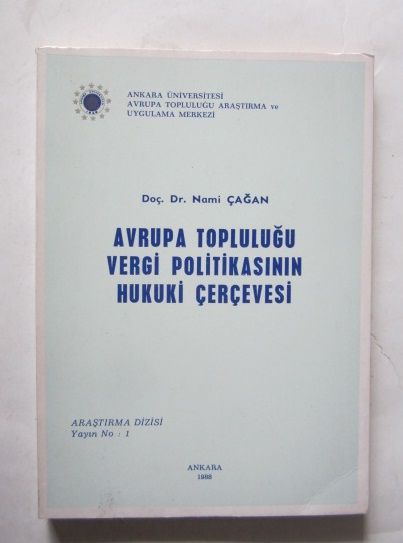 ANKARA ÜNİVERSİTESİ
AVRUPA TOPLULUĞU ARAŞTIRMA ve
UYGULAMA MERKEZİ
Doç. Dr. Nami ÇAĞAN
AVRUPA TOPLULUĞU
VERGİ POLİTİKASININ
HUKUKİ ÇERÇEVESİ
ARAŞTIRMA DİZİSİ
Yayın No : 1
ANKARA